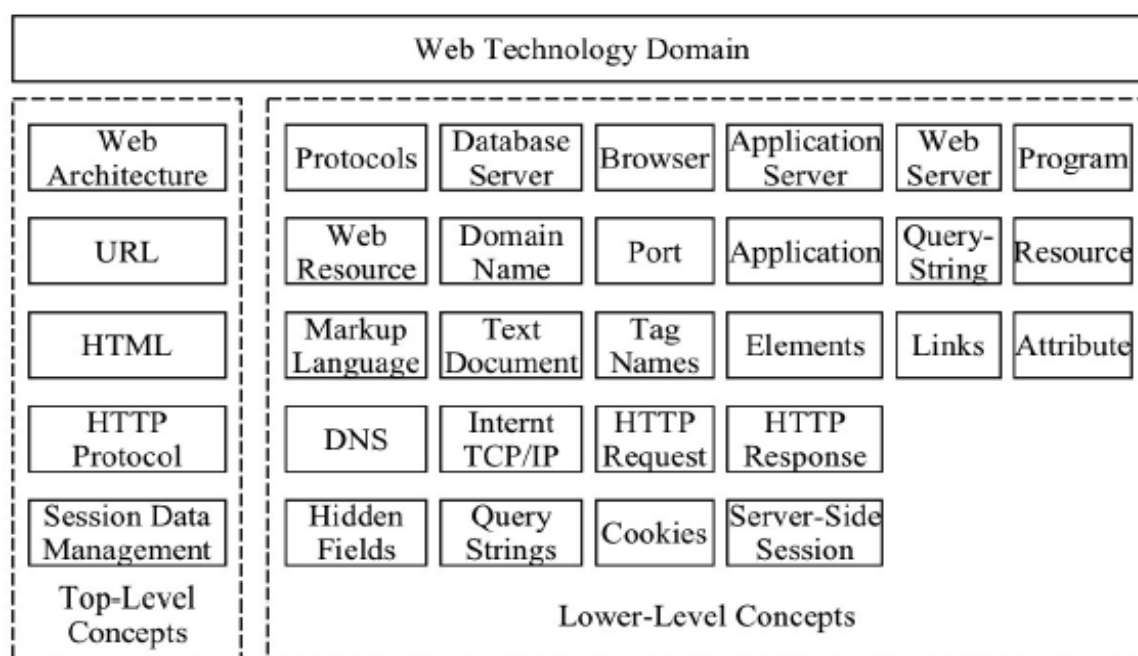 Web Technology Domain
Web
Architecture
Protocols
Database
Server
Browser
Application
Server
Web
Server
Program
URL
Web
Resource
Domain
Name
Port
Application
Query-
String
Resource
HTML
Markup
Language
Text
Document
Tag
Names
Elements
Links
Attribute
HTTP
Protocol
DNS
Internt
TCP/IP
HTTP
Request
HTTP
Response
Session Data
Management
Hidden
Fields
Query
Strings
Cookies
Server-Side
Session
Top-Level
Concepts
Lower-Level Concepts